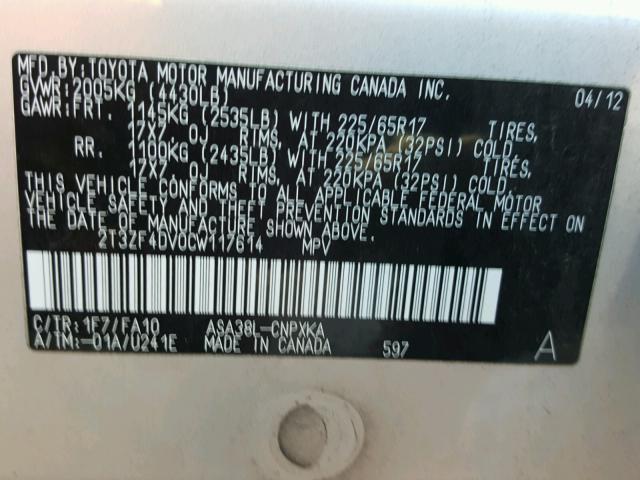 MFD.BY:TOYOTA MOTOR MANUFACTURING CANADA INC. 04/12
GVWR:2005KG (4430LB)
GAWR:FRT. 1145KG (2535LB) WITH 225/65R17 TIRES,
17X7 0J RIMS, AT 220KPA (32PSI) COLD.
RR. 1100KG (2435LB) WITH 225/65R17 TIRES,
17X7 0J RIMS, AT 220KPA (32PSI) COLD.
THIS VEHICLE CONFORMS TO ALL APPLICABLE FEDERAL MOTOR
VEHICLE SAFETY AND THEFT PREVENTION STANDARDS IN EFFECT ON
THE DATE OF MANUFACTURE SHOWN ABOVE.
2T3ZF4DV0CW117614 MPV
C/TR:1F7/FA10 ASA38L-CNPXKA
A/TM:-01A/U241E MADE IN CANADA 597 A